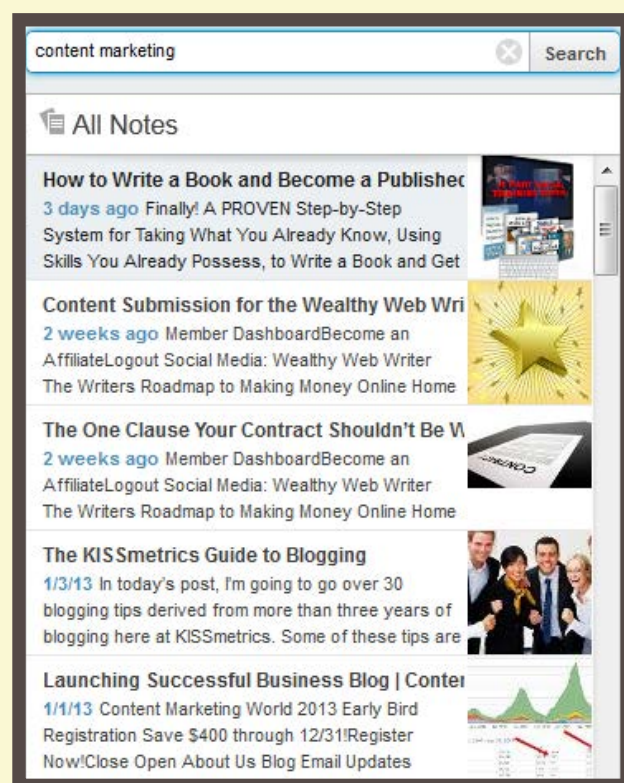 content marketing
Search
All Notes
How to Write a Book and Become a Published
3 days ago Finally! A PROVEN Step-by-Step
System for Taking What You Already Know, Using
Skills You Already Possess, to Write a Book and Get
Content Submission for the Wealthy Web Wri
2 weeks ago Member DashboardBecome an
AffiliateLogout Social Media: Wealthy Web Writer
The Writers Roadmap to Making Money Online Home
The One Clause Your Contract Shouldn't Be W
2 weeks ago Member DashboardBecome an
AffiliateLogout Social Media: Wealthy Web Writer
The Writers Roadmap to Making Money Online Home
CONTRACT
The KISSmetrics Guide to Blogging
1/3/13 In today's post, I'm going to go over 30
blogging tips derived from more than three years of
blogging here at KISSmetrics. Some of these tips are
Launching Successful Business Blog | Conter
1/1/13 Content Marketing World 2013 Early Bird
Registration Save $400 through 12/31!Register
Now!Close Open About Us Blog Email Updates